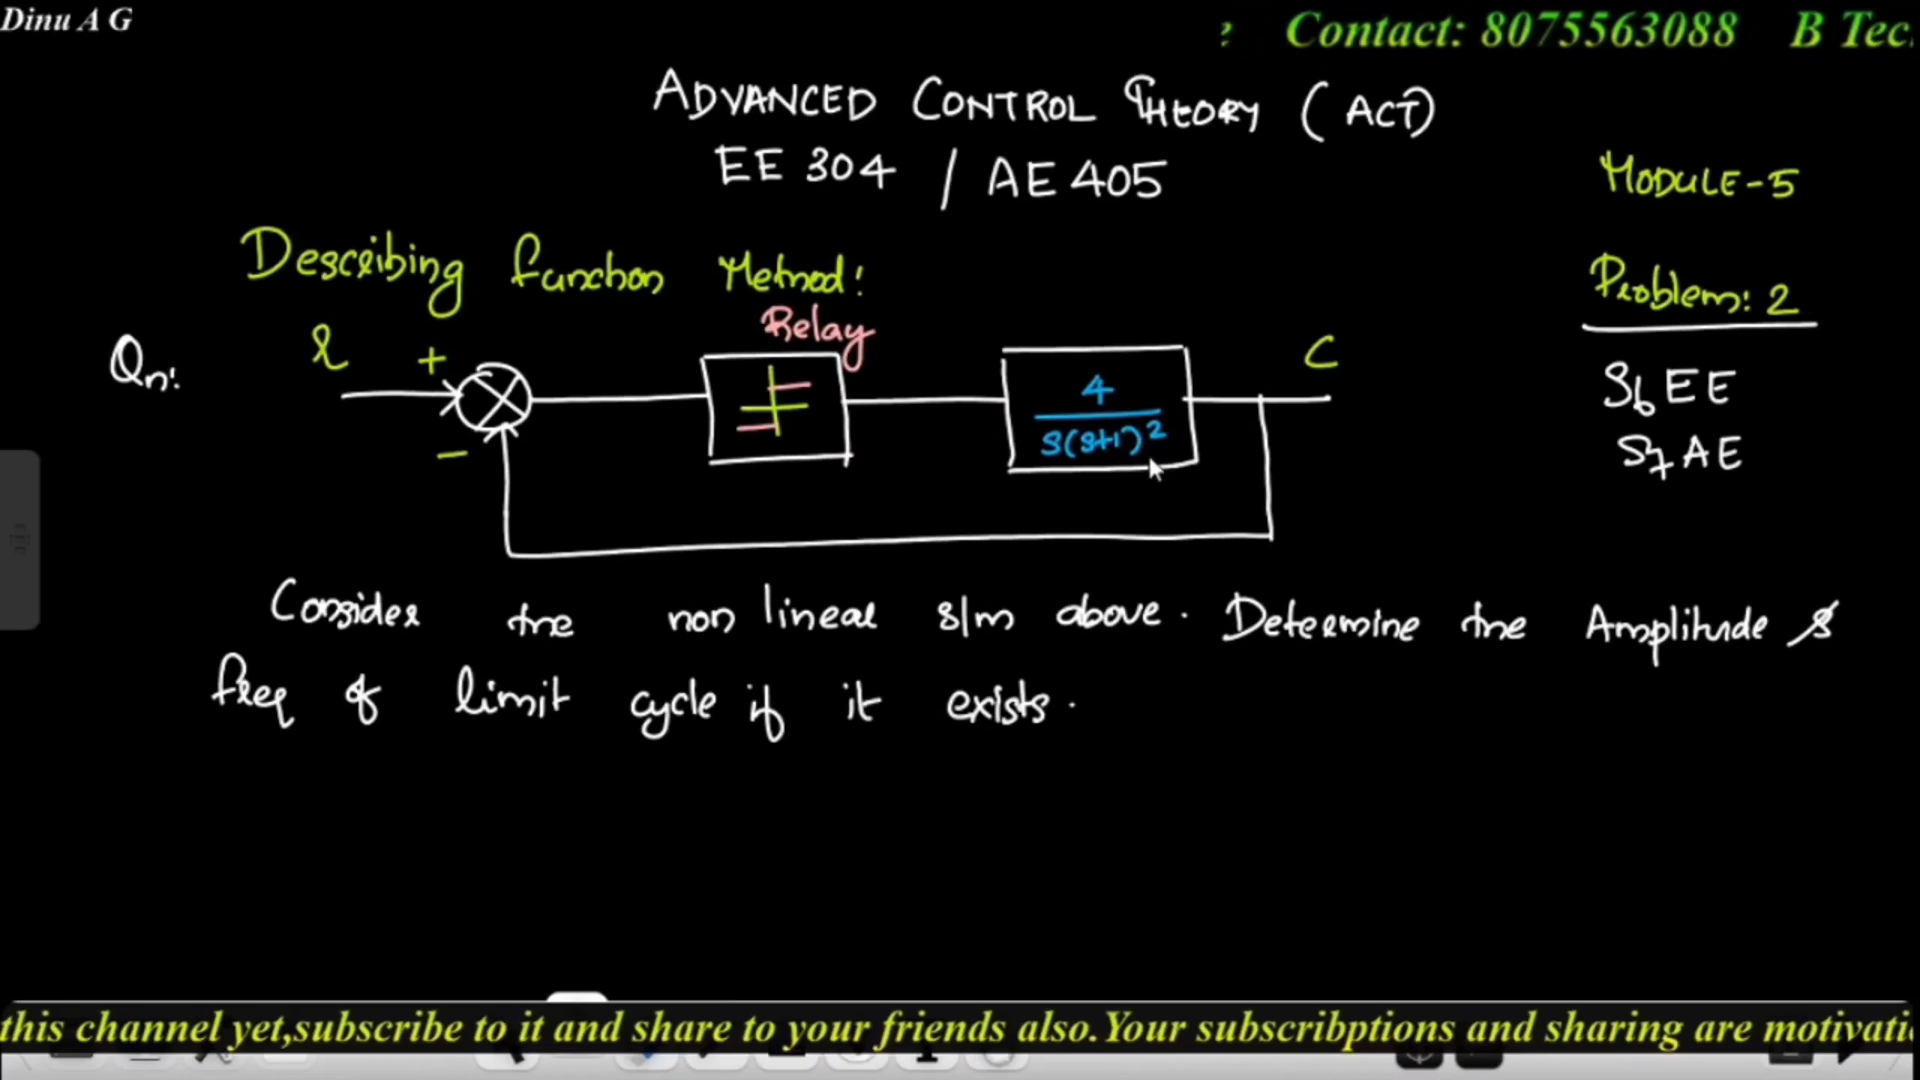 Dinu A G
? Contact: 8075563088 B Tec
ADVANCED CONTROL THEORY (ACT)
EE 304 / AE 405
MODULE-5
Describing function Method:
Problem: 2
Relay
Qn:
r + C
4
S(S+1)²
S6 EE
−
S7 AE
Consider the non linear s/m above. Determine the Amplitude &
freq of limit cycle if it exists.
this channel yet,subscribe to it and share to your friends also.Your subscribptions and sharing are motivati